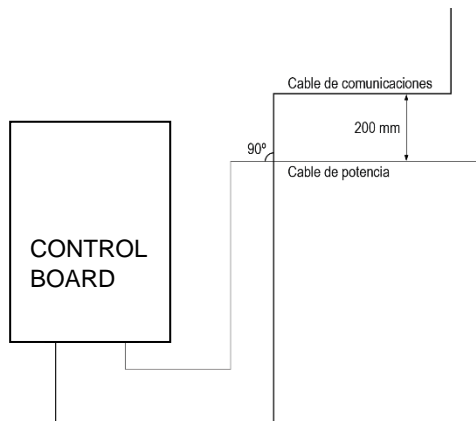 Cable de comunicaciones
200 mm
90º
Cable de potencia
CONTROL
BOARD